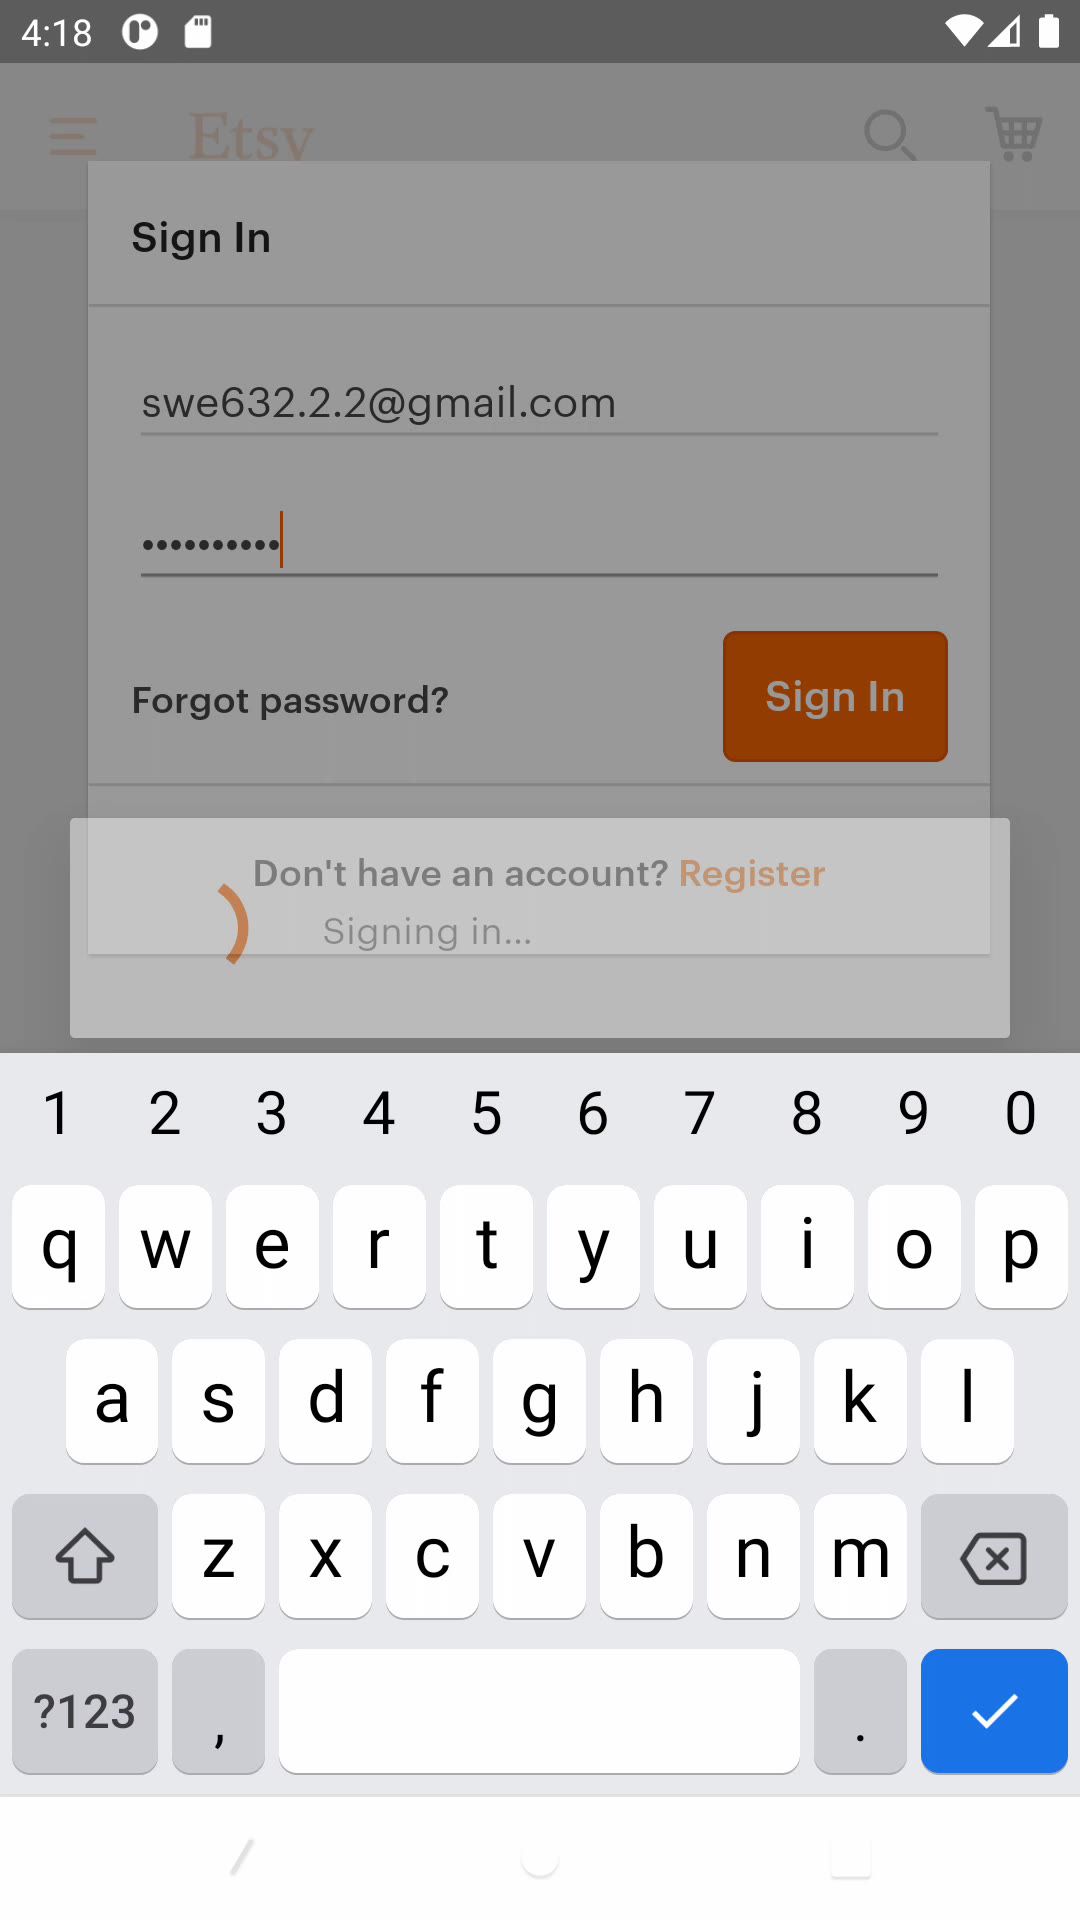 4:18
Etsy
Sign In
swe632.2.2@gmail.com
••••••••••
Forgot password?
Sign In
Don't have an account? Register
Signing in...
1 2 3 4 5 6 7 8 9 0
q w e r t y u i o p
a s d f g h j k l
z x c v b n m
?123 , .